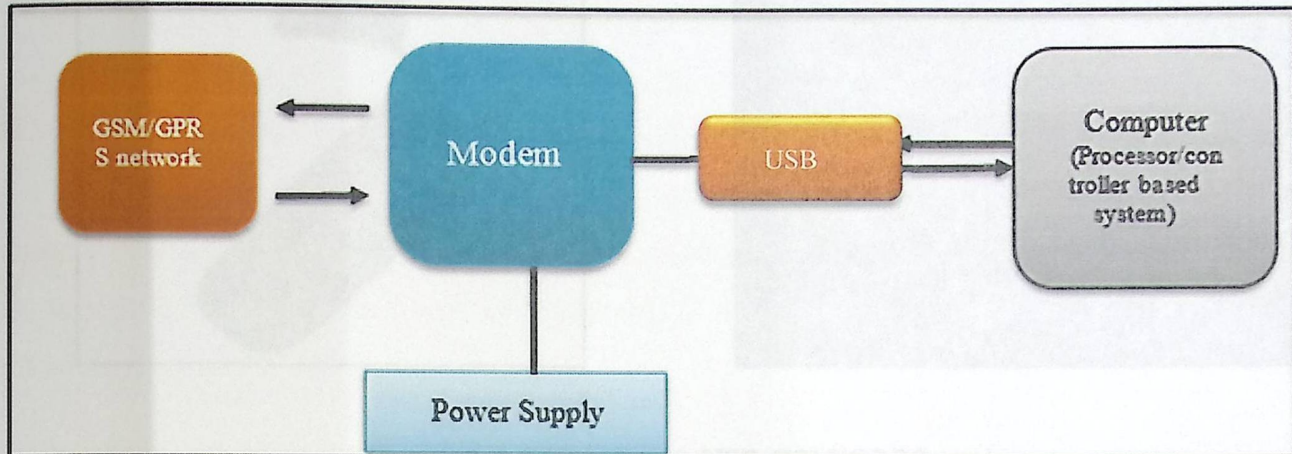 GSM/GPR
S network
Modem
USB
Computer
(Processor/con
troller based
system)
Power Supply